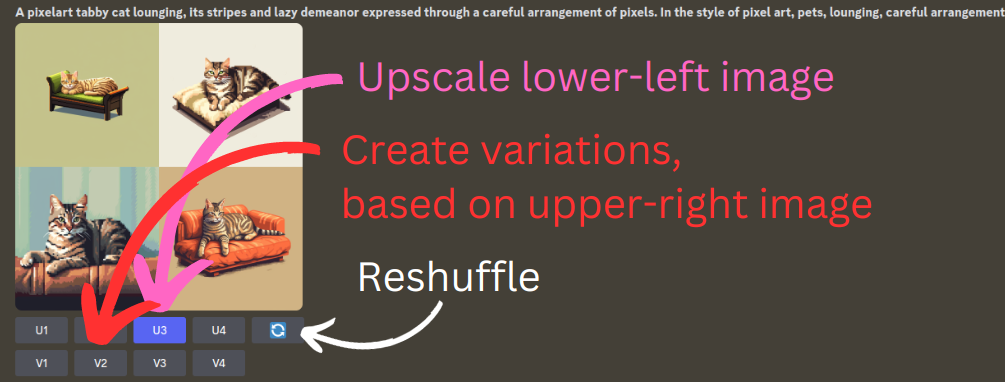 A pixelart tabby cat lounging, its stripes and lazy demeanor expressed through a careful arrangement of pixels. In the style of pixel art, pets, lounging, careful arrangement
Upscale lower-left image
Create variations,
based on upper-right image
Reshuffle
U1 U3 U4
V1 V2 V3 V4